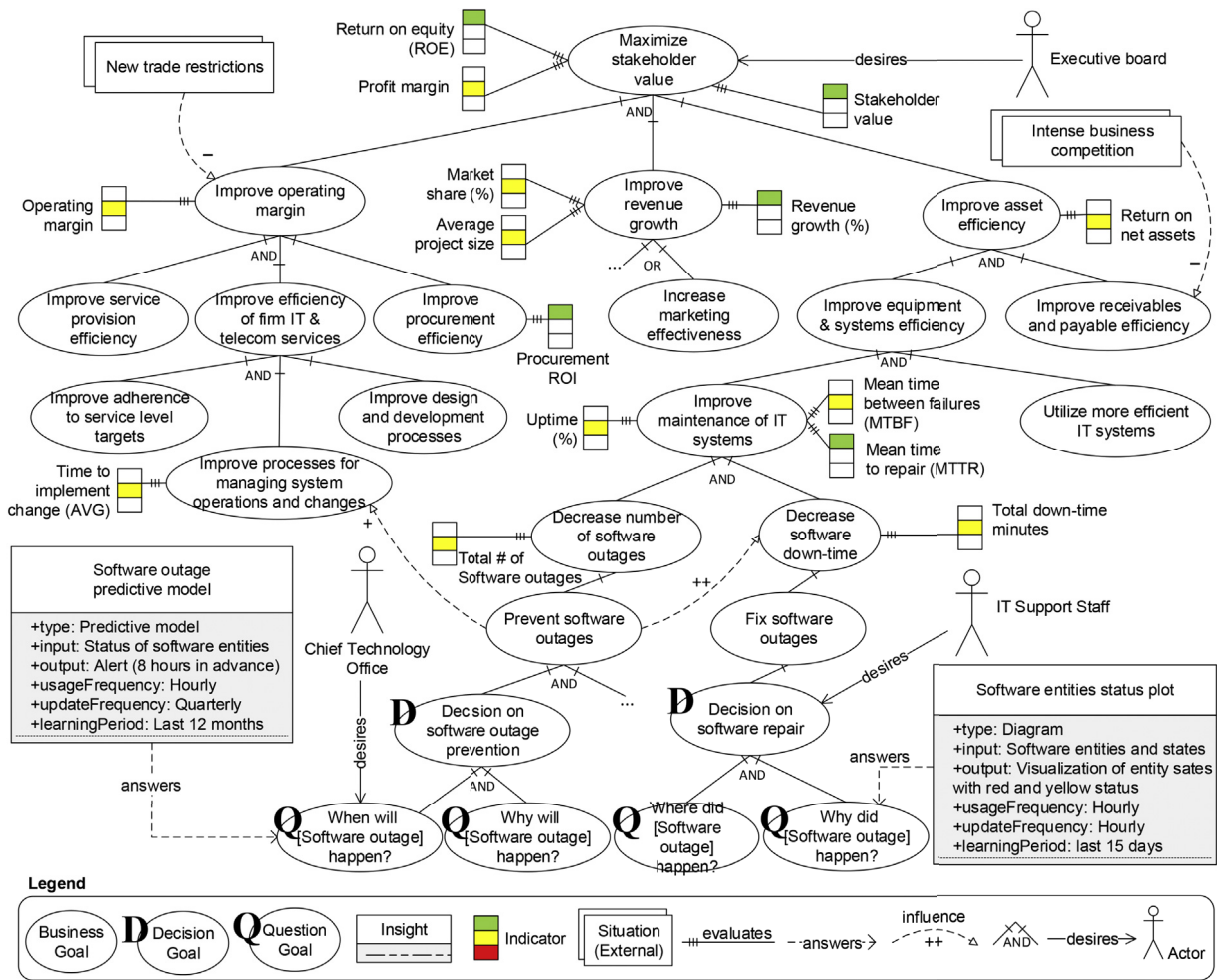 Return on equity
(ROE)
Profit margin
Maximize
stakeholder
value
desires
Executive board
New trade restrictions
Stakeholder
value
AND
Intense business
competition
–
–
Operating
margin
Improve operating
margin
Market
share (%)
Average
project size
Improve
revenue
growth
Revenue
growth (%)
Improve asset
efficiency
Return on
net assets
AND
...
OR
AND
Improve service
provision
efficiency
Improve efficiency
of firm IT &
telecom services
Improve
procurement
efficiency
Procurement
ROI
Increase
marketing
effectiveness
Improve equipment
& systems efficiency
Improve receivables
and payable efficiency
AND
AND
Improve adherence
to service level
targets
Improve design
and development
processes
Uptime
(%)
Improve
maintenance of IT
systems
Mean time
between failures
(MTBF)
Mean time
to repair (MTTR)
Utilize more efficient
IT systems
Time to
implement
change (AVG)
Improve processes for
managing system
operations and changes
AND
+
Total # of
Software outages
Decrease number
of software
outages
Decrease
software
down-time
Total down-time
minutes
++
Software outage
predictive model
+type: Predictive model
+input: Status of software entities
+output: Alert (8 hours in advance)
+usageFrequency: Hourly
+updateFrequency: Quarterly
+learningPeriod: Last 12 months
Chief Technology
Office
Prevent software
outages
Fix software
outages
IT Support Staff
AND
...
desires
desires
D
Decision on
software outage
prevention
D
Decision on
software repair
Software entities status plot
+type: Diagram
+input: Software entities and states
+output: Visualization of entity sates
with red and yellow status
+usageFrequency: Hourly
+updateFrequency: Hourly
+learningPeriod: last 15 days
answers
answers
AND
AND
Q
When will
[Software outage]
happen?
Q
Why will
[Software outage]
happen?
Q
Where did
[Software
outage]
happen?
Q
Why did
[Software outage]
happen?
Legend
Business
Goal
D
Decision
Goal
Q
Question
Goal
Insight
Indicator
Situation
(External)
evaluates
answers
influence
++
AND
desires
Actor